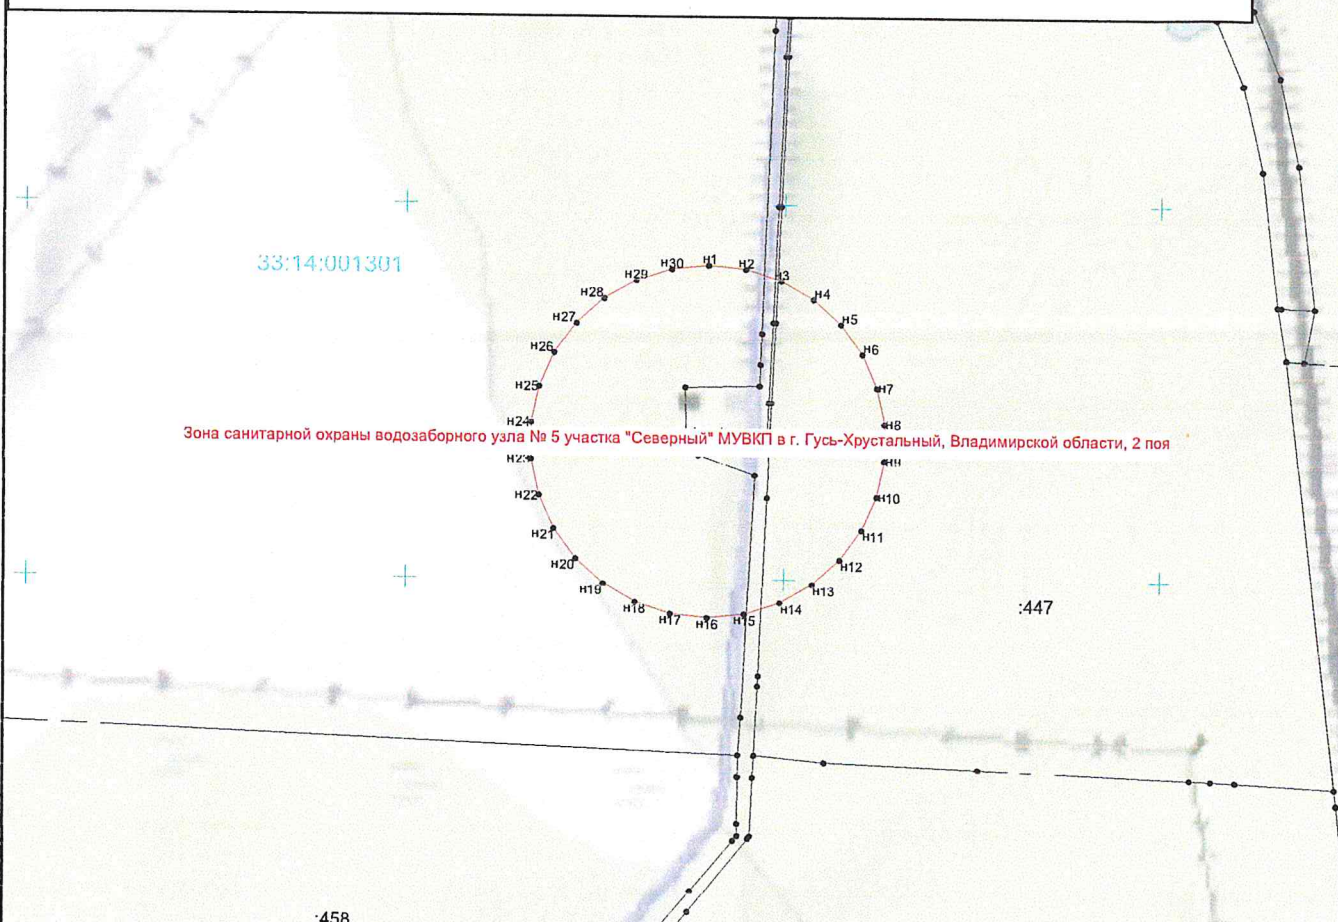 33:14:001301
н30
н1
н2
н29
н3
н28
н4
н27
н5
н26
н6
н25
н7
н24
н8
Зона санитарной охраны водозаборного узла № 5 участка "Северный" МУВКП в г. Гусь-Хрустальный, Владимирской области, 2 поя
н23
н9
н22
н10
н21
н11
н20
н12
н19
н13
н18
н14
н17
н16
н15
:447
:458